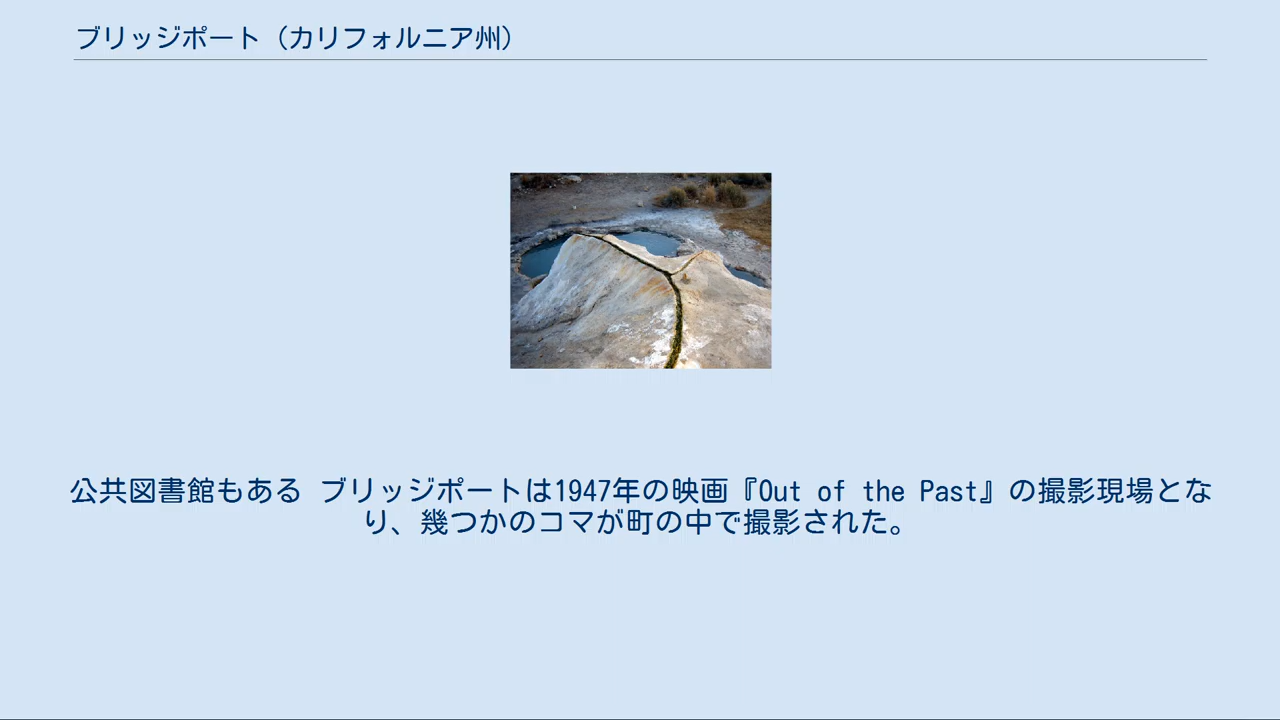 ブリッジポート（カリフォルニア州）
公共図書館もある ブリッジポートは1947年の映画『Out of the Past』の撮影現場とな
り、幾つかのコマが町の中で撮影された。